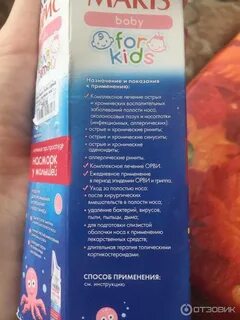 МАКІS
baby
for
kids
Назначение и показания
к применению:
✓ Комплексное лечение острых
и хронических воспалительных
заболеваний полости носа,
околоносовых пазух и носоглотки
(инфекционных, аллергических):
• острые и хронические риниты;
• острые и хронические синуситы;
• острые и хронические
аденоидиты;
• аллергические риниты.
✓ Комплексное лечение ОРВИ.
✓ Ежедневное применение
в период эпидемии ОРВИ и гриппа.
✓ Уход за полостью носа:
• после хирургических
вмешательств в полости носа;
• удаление бактерий, вирусов,
пыли, пыльцы, дыма;
• для подготовки слизистой
оболочки носа к применению
лекарственных средств;
• длительная терапия топическими
кортикостероидами.
СПОСОБ ПРИМЕНЕНИЯ:
см. инструкцию
насморк
у малышей
ОТЗОВИК